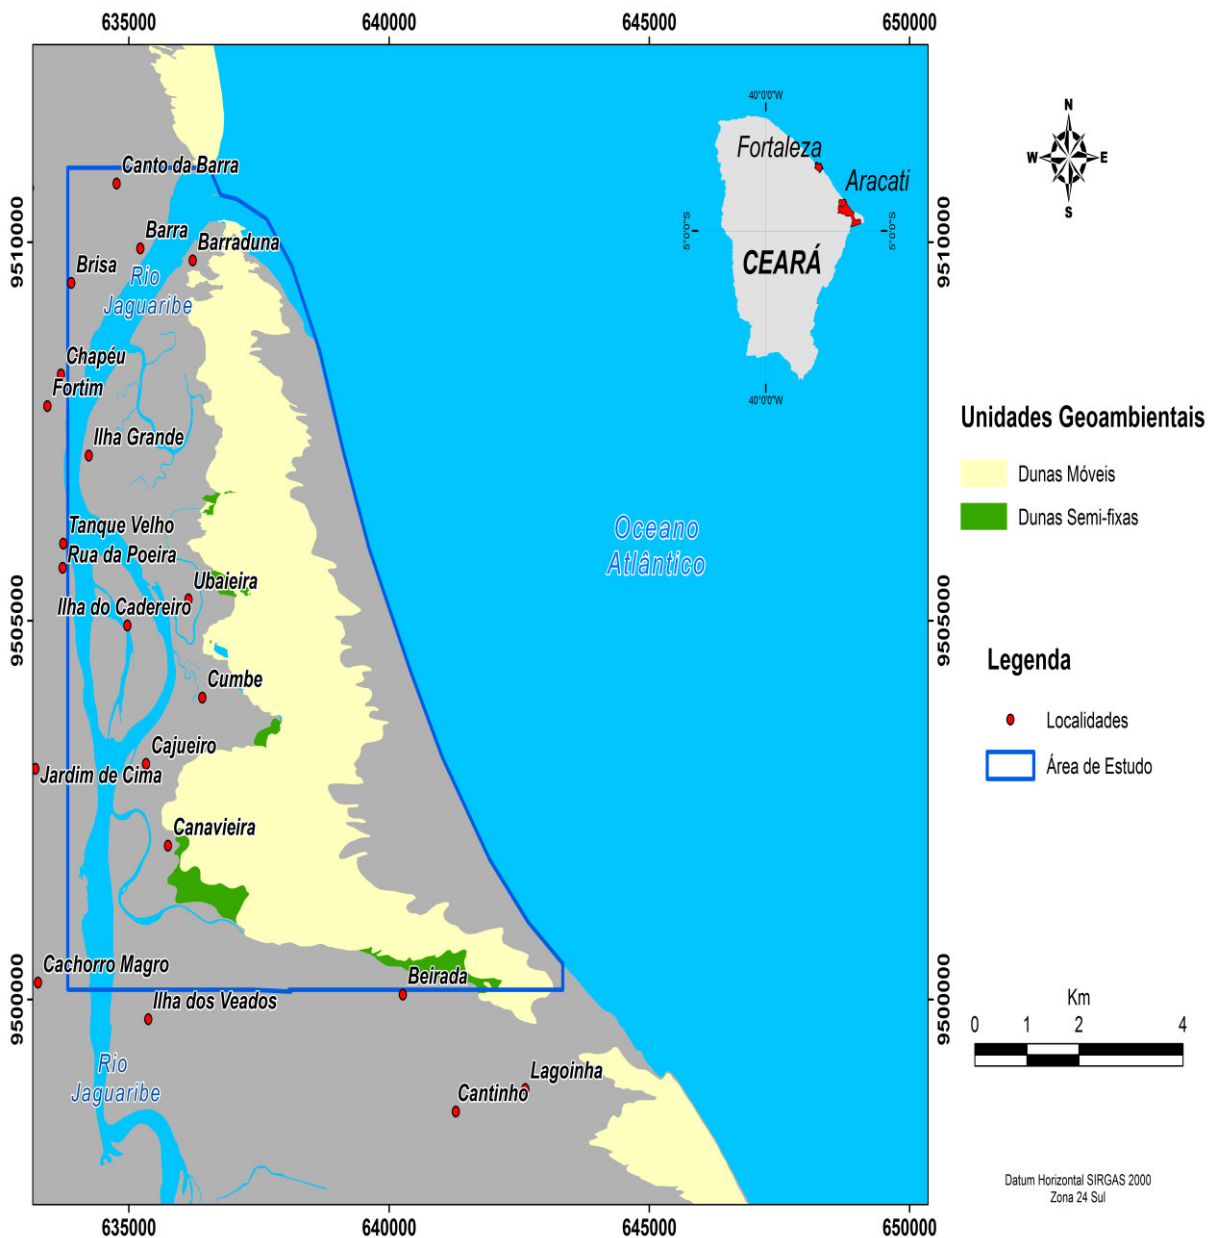 635000
640000
645000
650000
9510000
9505000
9500000
9510000
9505000
9500000
Canto da Barra
Barra
Barraduna
Brisa
Rio
Jaguaribe
Chapéu
Fortim
Ilha Grande
Tanque Velho
Rua da Poeira
Ubaieira
Ilha do Cadereiro
Cumbe
Cajueiro
Jardim de Cima
Canavieira
Cachorro Magro
Beirada
Ilha dos Veados
Rio
Jaguaribe
Lagoinha
Cantinho
Oceano
Atlântico
40°0'0"W
Fortaleza
Aracati
5°0'0"S
5°0'0"S
CEARÁ
40°0'0"W
N
W
E
S
Unidades Geoambientais
Dunas Móveis
Dunas Semi-fixas
Legenda
Localidades
Área de Estudo
Km
0 1 2 4
Datum Horizontal SIRGAS 2000
Zona 24 Sul
635000
640000
645000
650000